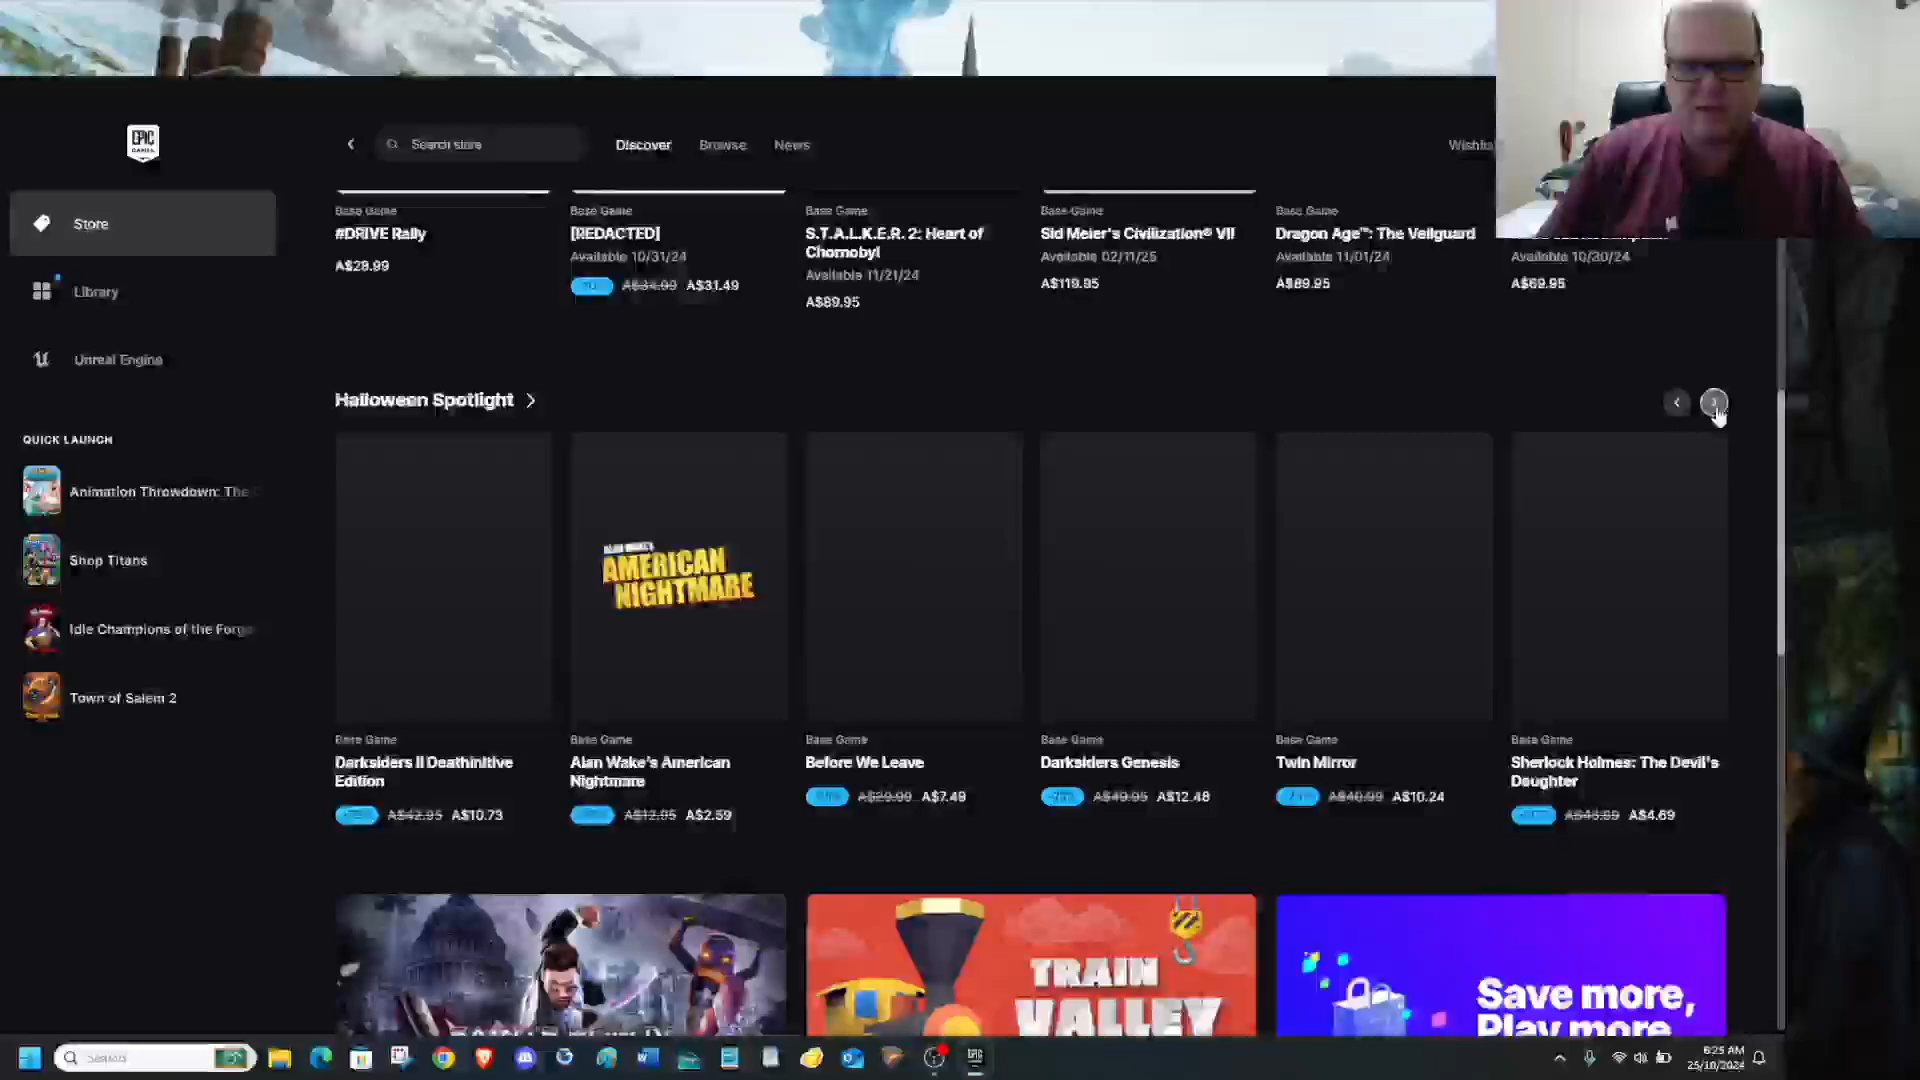 EPIC
GAMES
Search store
Discover
Browse
News
Store
Library
Unreal Engine
QUICK LAUNCH
Animation Throwdown: The
Shop Titans
Idle Champions of the Forgo
Town of Salem 2
Base Game
#DRIVE Rally
A$29.99
Base Game
[REDACTED]
Available 10/31/24
A$34.99 A$31.49
Base Game
S.T.A.L.K.E.R. 2: Heart of
Chornobyl
Available 11/21/24
A$89.95
Base Game
Sid Meier's Civilization® VII
Available 02/11/25
A$119.95
Base Game
Dragon Age™: The Veilguard
Available 11/01/24
A$89.95
Available 10/30/24
A$69.95
Halloween Spotlight
Base Game
Darksiders II Deathinitive
Edition
A$42.95 A$10.73
ALAN WAKE'S
AMERICAN
NIGHTMARE
Base Game
Alan Wake's American
Nightmare
A$12.95 A$2.59
Base Game
Before We Leave
A$29.99 A$7.49
Base Game
Darksiders Genesis
A$49.95 A$12.48
Base Game
Twin Mirror
A$40.99 A$10.24
Base Game
Sherlock Holmes: The Devil's
Daughter
A$4.69
TRAIN
VALLEY
Save more,
Play more
Search
6:25 AM
25/10/2024